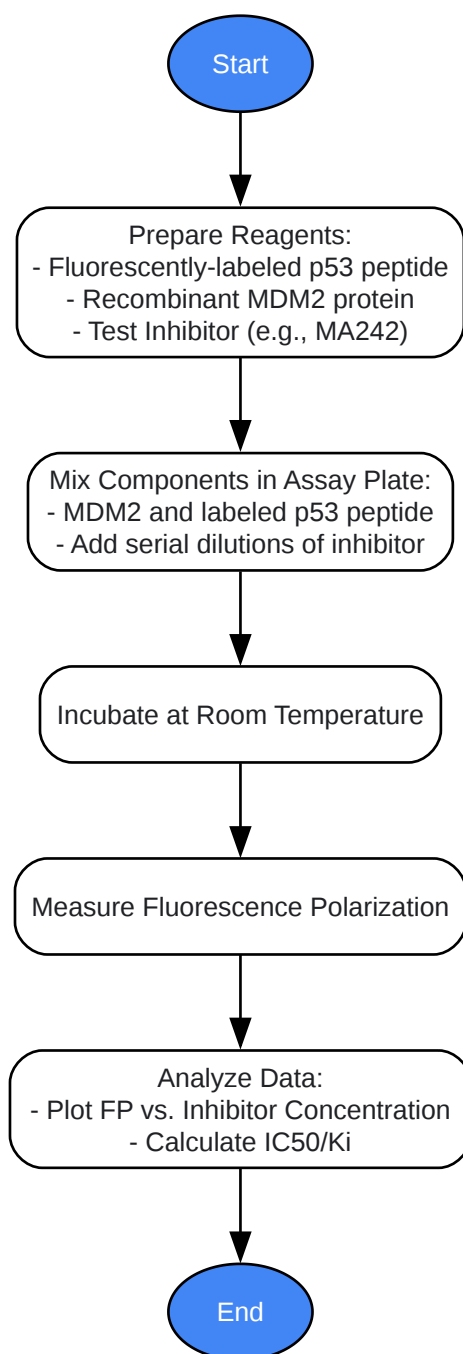 Start
Prepare Reagents:
- Fluorescently-labeled p53 peptide
- Recombinant MDM2 protein
- Test Inhibitor (e.g., MA242)
Mix Components in Assay Plate:
- MDM2 and labeled p53 peptide
- Add serial dilutions of inhibitor
Incubate at Room Temperature
Measure Fluorescence Polarization
Analyze Data:
- Plot FP vs. Inhibitor Concentration
- Calculate IC50/Ki
End